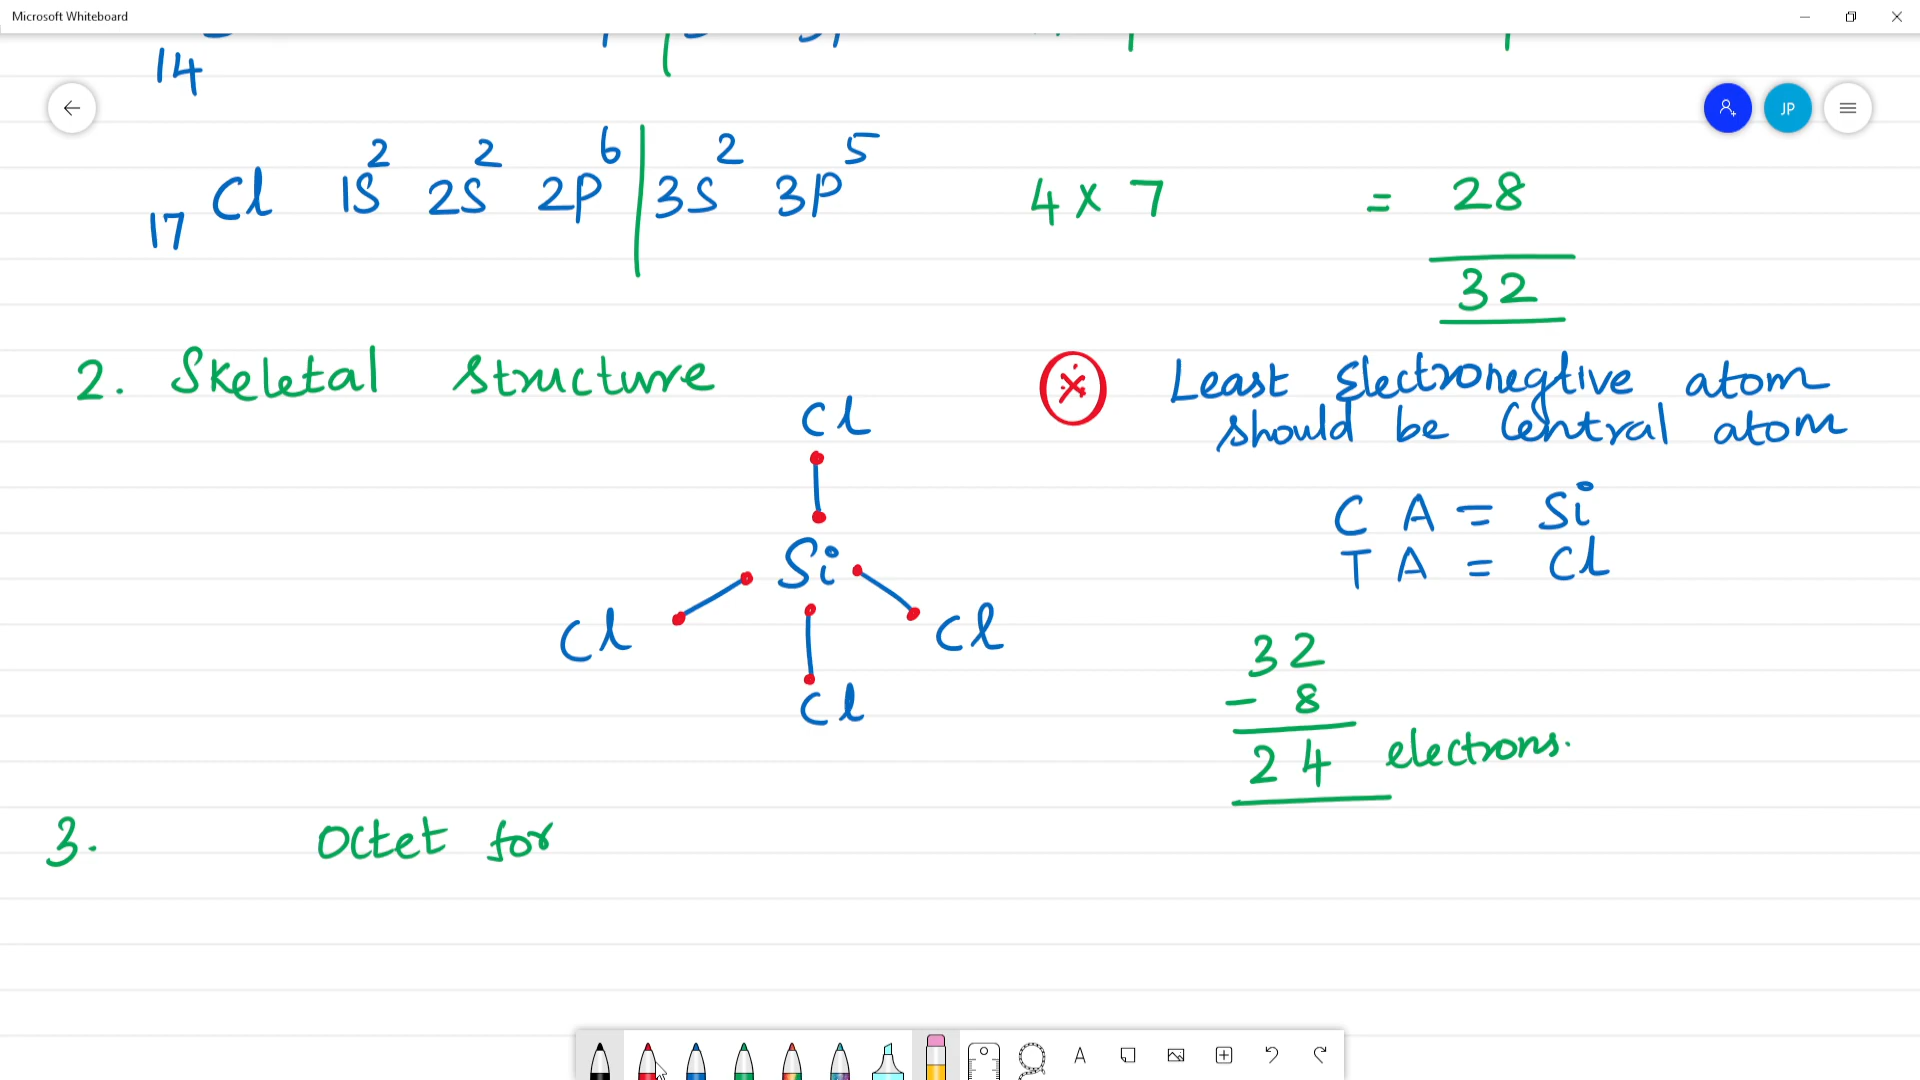 Microsoft Whiteboard
14
JP
17 Cl 1S² 2S² 2P⁶ 3S² 3P⁵ 4 x 7 = 28
32
2. Skeletal structure
Least Electronegtive atom
should be Central atom
Cl
C A = Si
Si
T A = Cl
Cl Cl
32
- 8
Cl
24 electrons.
3. Octet for
A